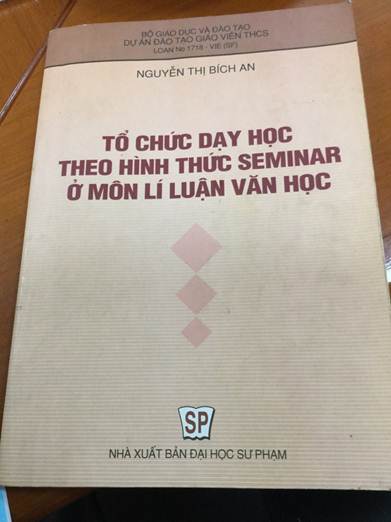 BỘ GIÁO DỤC VÀ ĐÀO TẠO
DỰ ÁN ĐÀO TẠO GIÁO VIÊN THCS
LOAN No 1718 - VIE (SF)
NGUYỄN THỊ BÍCH AN
TỔ CHỨC DẠY HỌC
THEO HÌNH THỨC SEMINAR
Ở MÔN LÍ LUẬN VĂN HỌC
SP
NHÀ XUẤT BẢN ĐẠI HỌC SƯ PHẠM